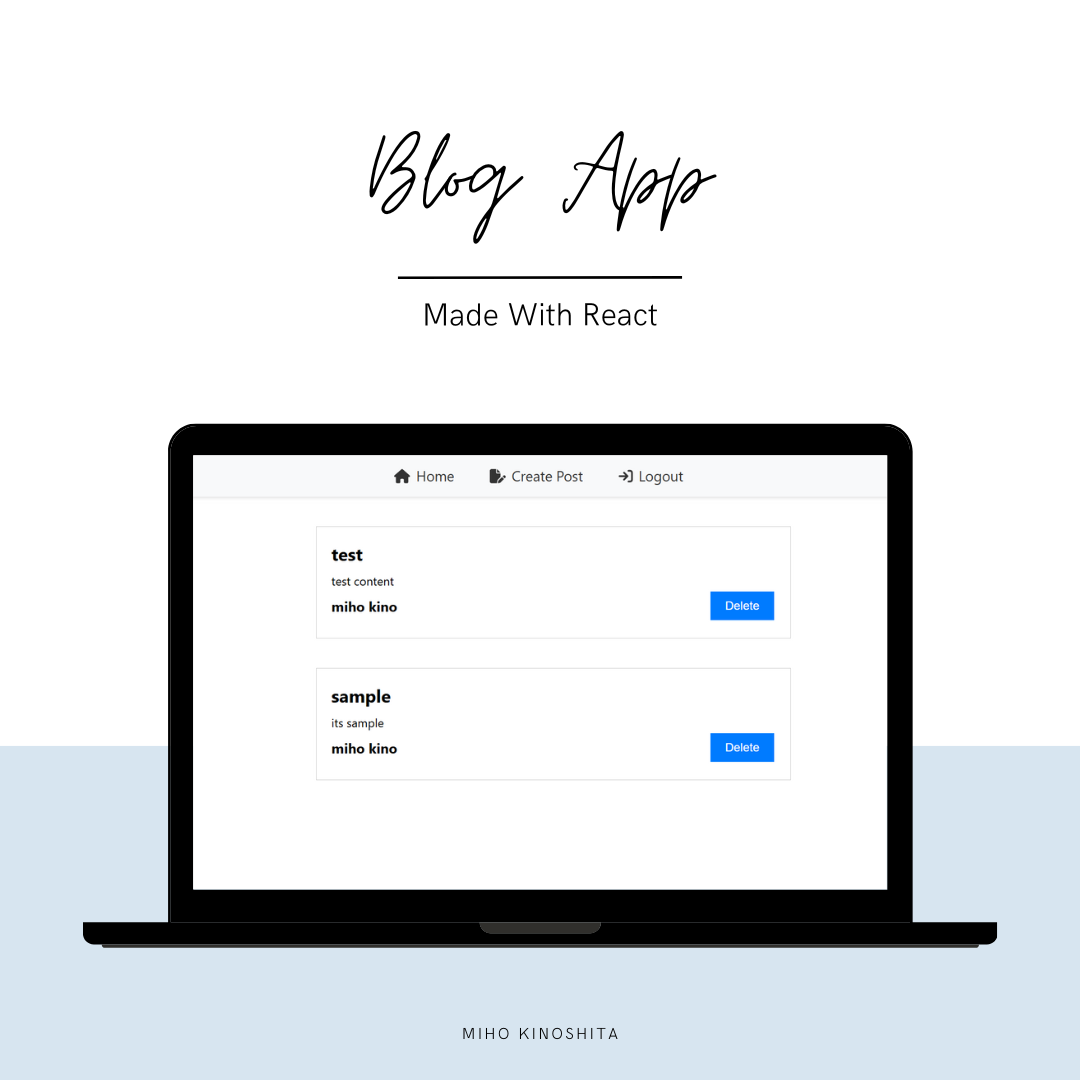 Blog App
Made With React
Home Create Post Logout
test
test content
miho kino
Delete
sample
its sample
miho kino
Delete
MIHO KINOSHITA